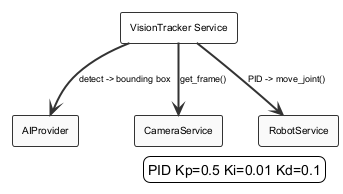 VisionTracker Service
detect -> bounding box
get_frame()
PID -> move_joint()
AIProvider
CameraService
RobotService
PID Kp=0.5 Ki=0.01 Kd=0.1